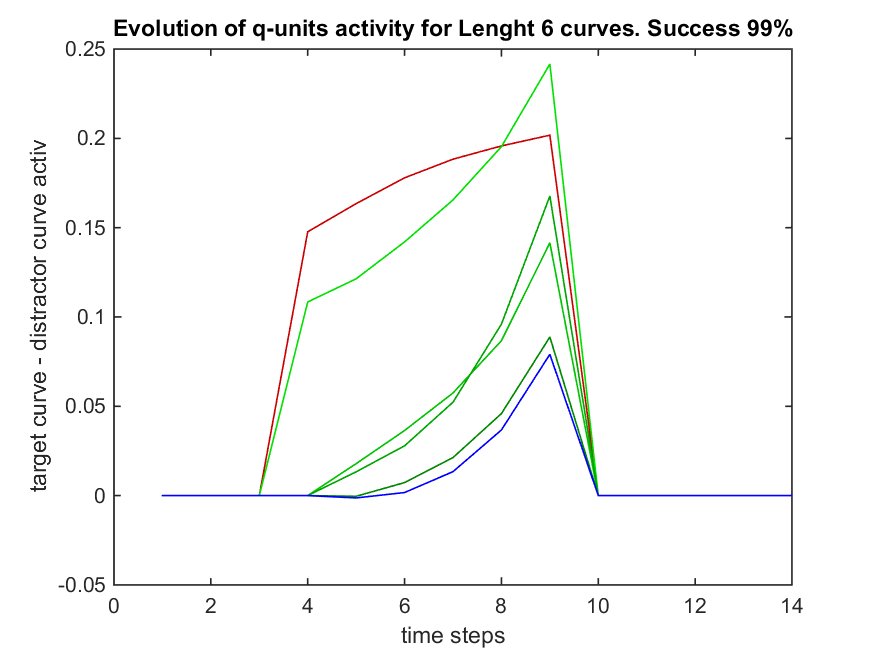 Evolution of q-units activity for Lenght 6 curves. Success 99%
0.25
0.2
0.15
0.1
0.05
0
-0.05
target curve - distractor curve activ
0 2 4 6 8 10 12 14
time steps